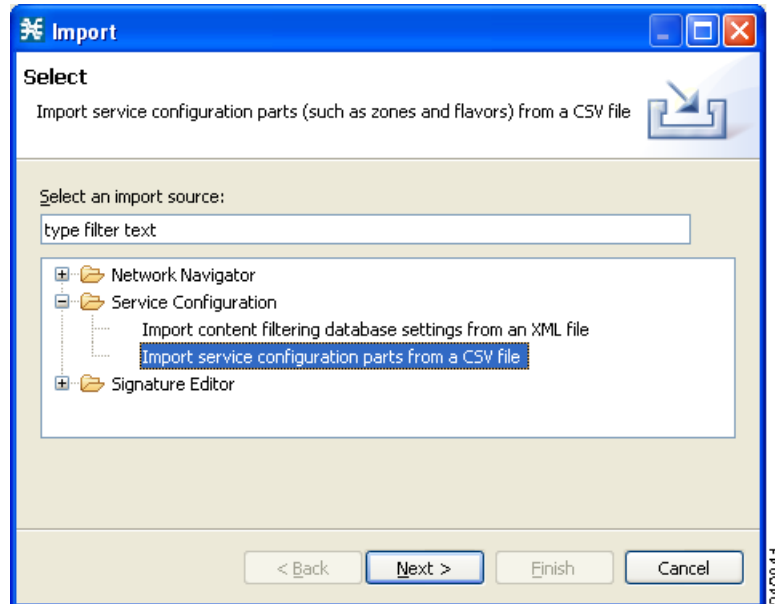 Import
Select
Import service configuration parts (such as zones and flavors) from a CSV file
Select an import source:
type filter text
Network Navigator
Service Configuration
Import content filtering database settings from an XML file
Import service configuration parts from a CSV file
Signature Editor
< Back Next > Finish Cancel